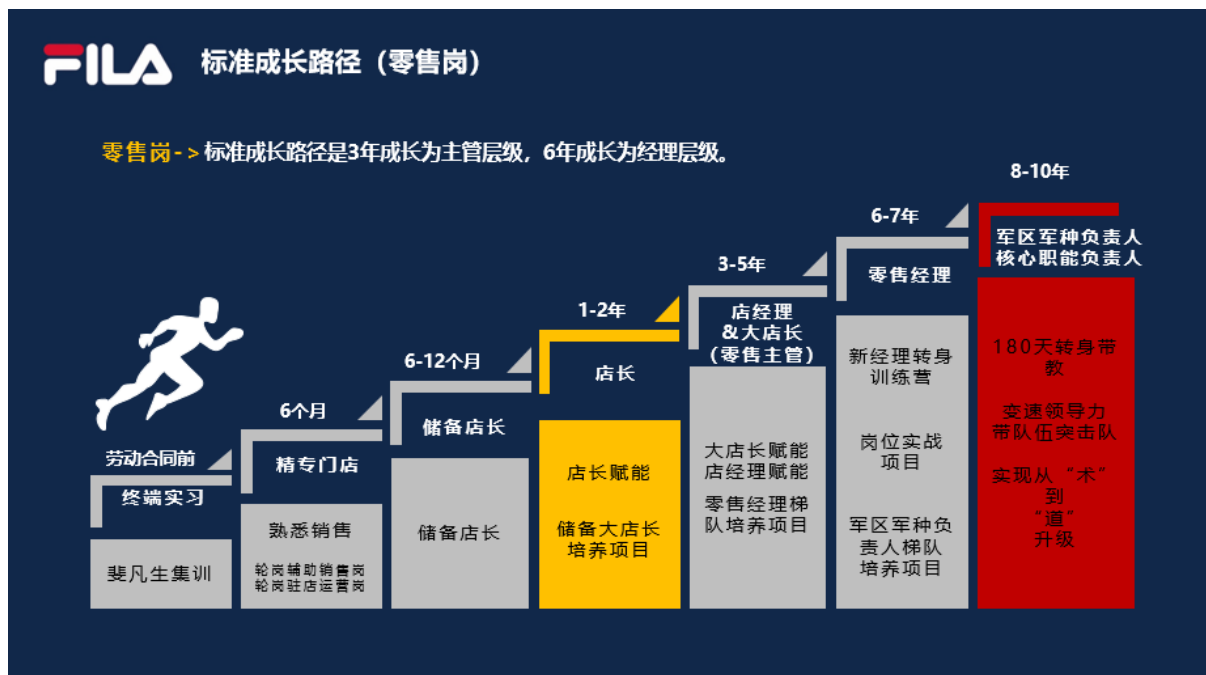 FILA 标准成长路径（零售岗）
零售岗-> 标准成长路径是3年成长为主管层级，6年成长为经理层级。
劳动合同前
终端实习
斐凡生集训
6个月
精专门店
熟悉销售
轮岗辅助销售岗
轮岗驻店运营岗
6-12个月
储备店长
储备店长
1-2年
店长
店长赋能
储备大店长
培养项目
3-5年
店经理
&大店长
（零售主管）
大店长赋能
店经理赋能
零售经理梯
队培养项目
6-7年
零售经理
新经理转身
训练营
岗位实战
项目
军区军种负
责人梯队
培养项目
8-10年
军区军种负责人
核心职能负责人
180天转身带
教
变速领导力
带队伍突击队
实现从“术”
到
“道”
升级